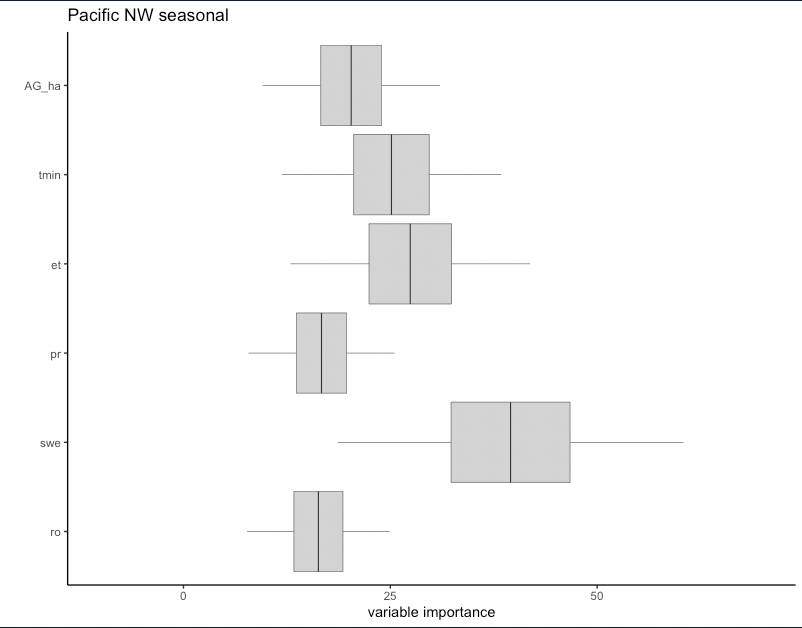 Pacific NW seasonal
AG_ha
tmin
et
pr
swe
ro
0 25 50
variable importance